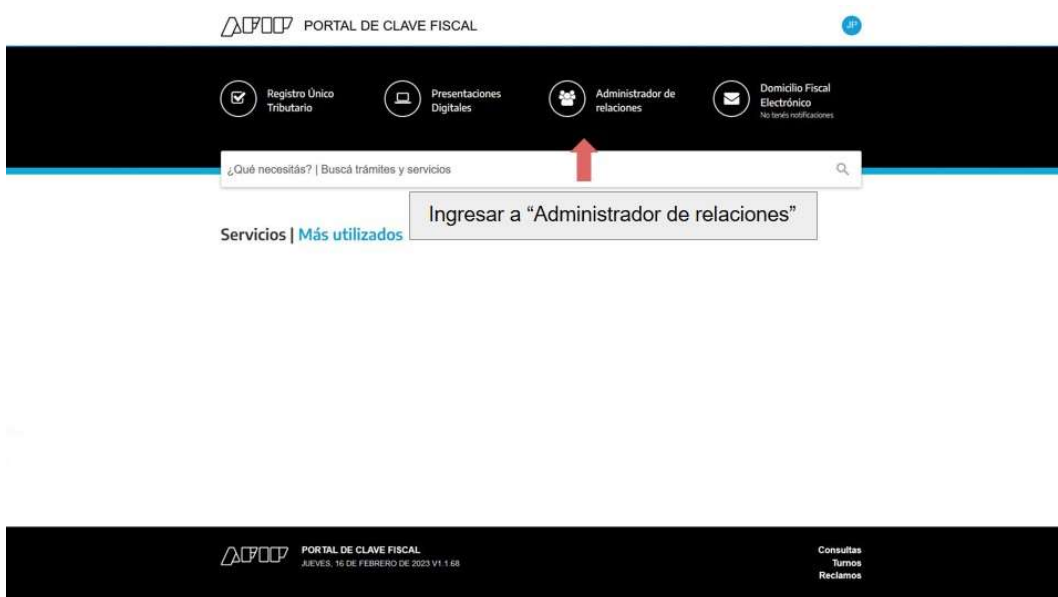 AFIP PORTAL DE CLAVE FISCAL
JP
Registro Único
Tributario
Presentaciones
Digitales
Administrador de
relaciones
Domicilio Fiscal
Electrónico
No tenés notificaciones
¿Qué necesitás? | Buscá trámites y servicios
Ingresar a “Administrador de relaciones”
Servicios | Más utilizados
AFIP PORTAL DE CLAVE FISCAL
JUEVES, 16 DE FEBRERO DE 2023 V1.1.68
Consultas
Turnos
Reclamos